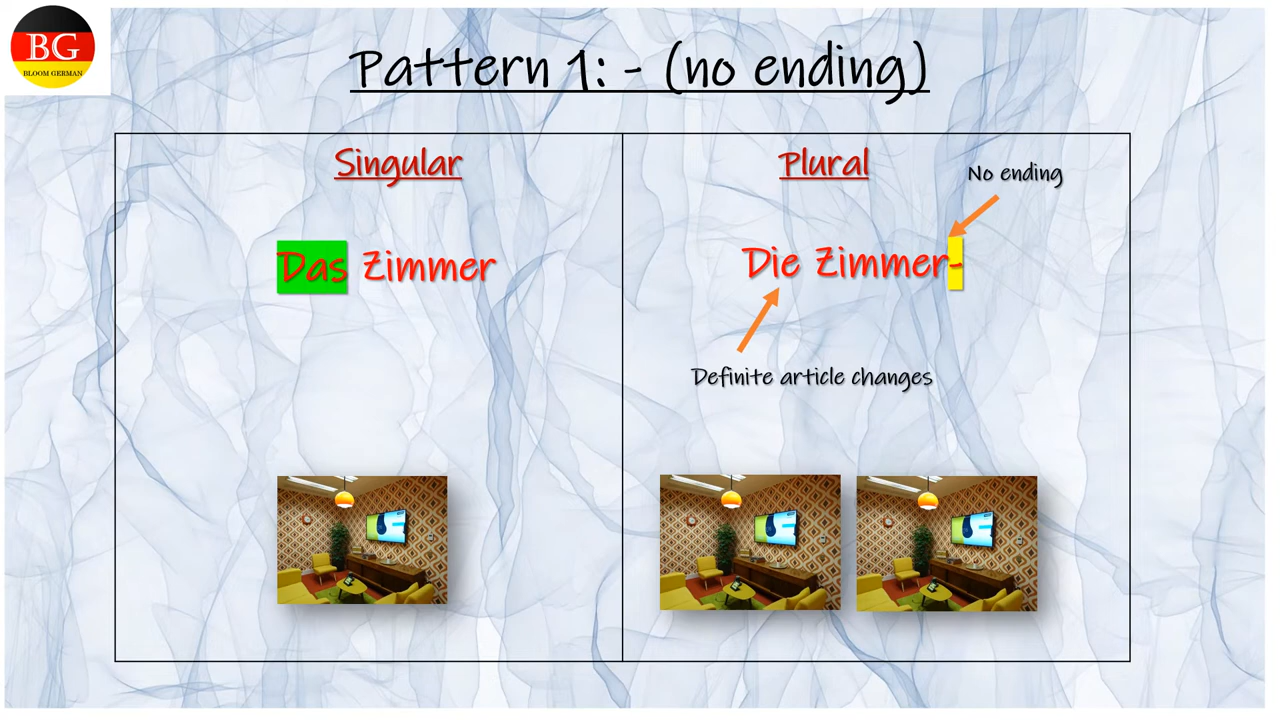 BG
BLOOM GERMAN
Pattern 1: - (no ending)
Singular
Das Zimmer
Plural
No ending
Die Zimmer-
Definite article changes